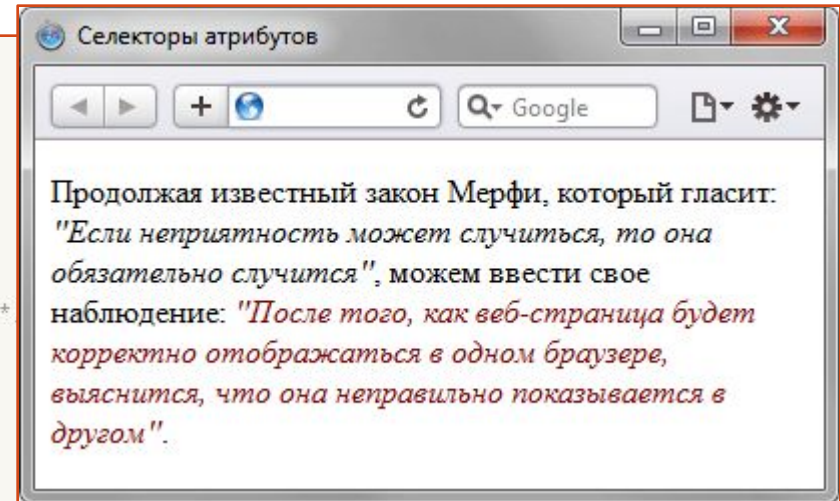 Селекторы атрибутов
Google
Продолжая известный закон Мерфи, который гласит:
"Если неприятность может случиться, то она
обязательно случится", можем ввести свое
наблюдение: "После того, как веб-страница будет
корректно отображаться в одном браузере,
выяснится, что она неправильно показывается в
другом".
*